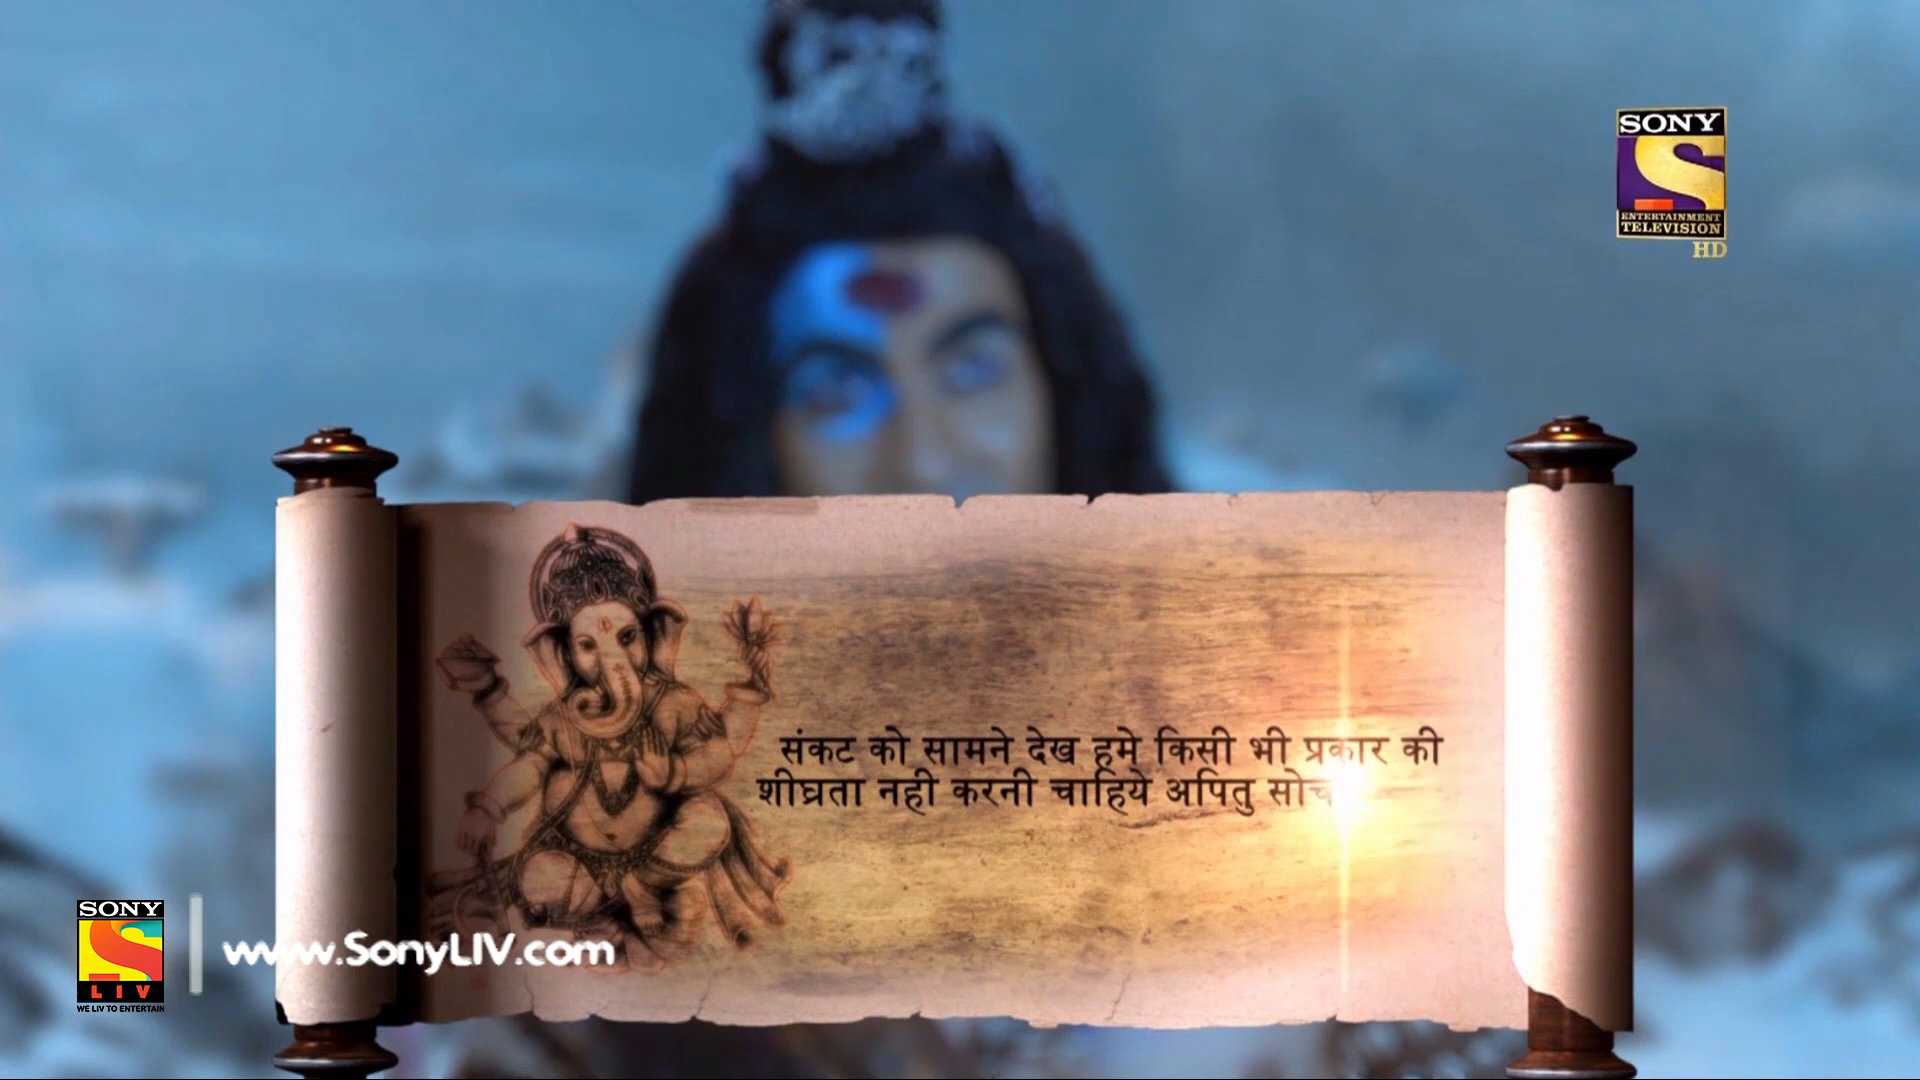 SONY
ENTERTAINMENT
TELEVISION
HD
संकट को सामने देख हमे किसी भी प्रकार की
शीघ्रता नही करनी चाहिये अपितु सोच
SONY
LIV
WE LIV TO ENTERTAIN
www.SonyLIV.com